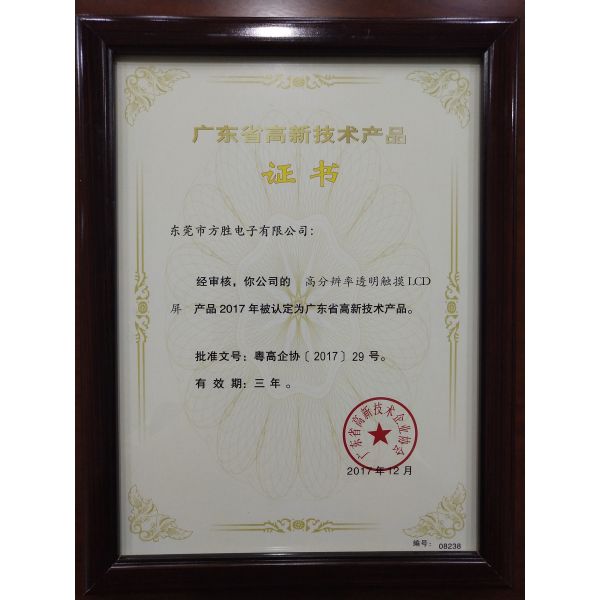 广东省高新技术产品
证书
东莞市方胜电子有限公司：
经审核，你公司的 高分辨率透明触摸LCD
屏 产品2017年被认定为广东省高新技术产品。
批准文号：粤高企协〔2017〕29号。
有效期：三年。
广东省高新技术企业协会
2017年12月
编号：08238